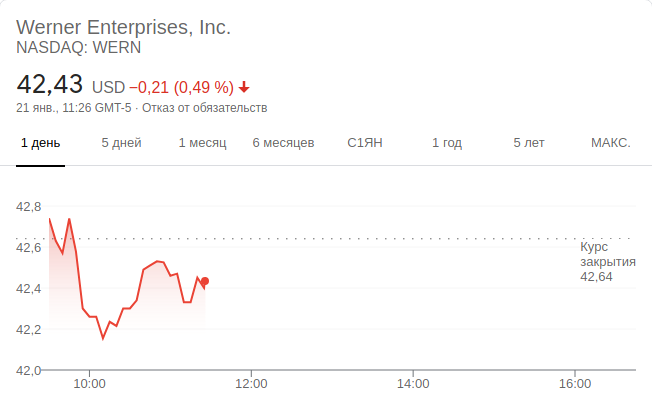 Werner Enterprises, Inc.
NASDAQ: WERN
42,43 USD −0,21 (0,49 %)
21 янв., 11:26 GMT-5 · Отказ от обязательств
1 день 5 дней 1 месяц 6 месяцев С1ЯН 1 год 5 лет МАКС.
42,8
42,6
Курс
закрытия
42,64
42,4
42,2
42,0
10:00 12:00 14:00 16:00